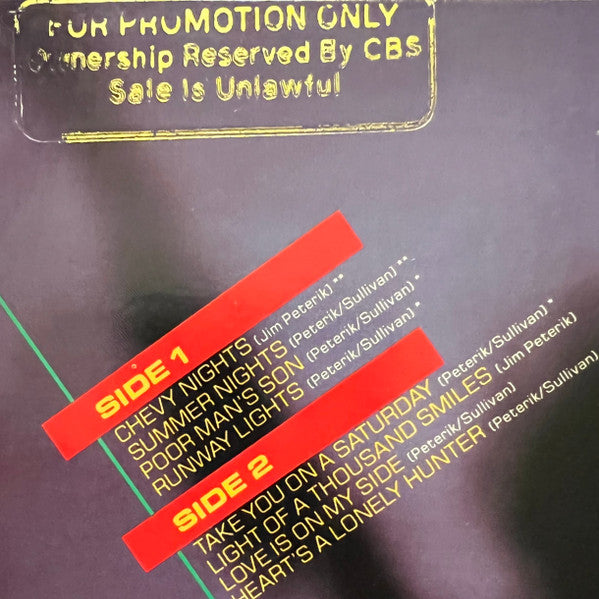 FOR PROMOTION ONLY
Ownership Reserved By CBS
Sale Is Unlawful
SIDE 1
CHEVY NIGHTS (Jim Peterik) **
SUMMER NIGHTS (Peterik/Sullivan) **
POOR MAN'S SON (Peterik/Sullivan) *
RUNWAY LIGHTS (Peterik/Sullivan) *
SIDE 2
TAKE YOU ON A SATURDAY (Peterik/Sullivan) *
LIGHT OF A THOUSAND SMILES (Jim Peterik)
LOVE IS ON MY SIDE (Peterik/Sullivan)
HEART'S A LONELY HUNTER (Peterik/Sullivan)